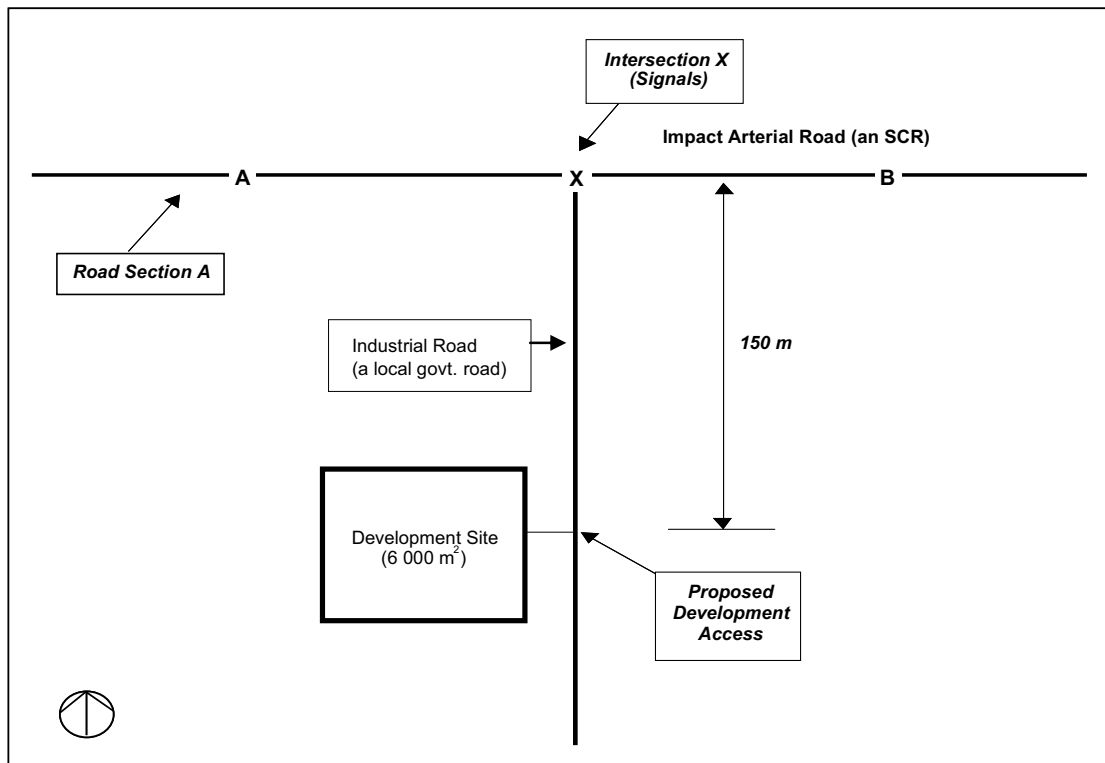 Intersection X
(Signals)
Impact Arterial Road (an SCR)
A
X
B
Road Section A
Industrial Road
(a local govt. road)
150 m
Development Site
(6 000 m²)
Proposed
Development
Access